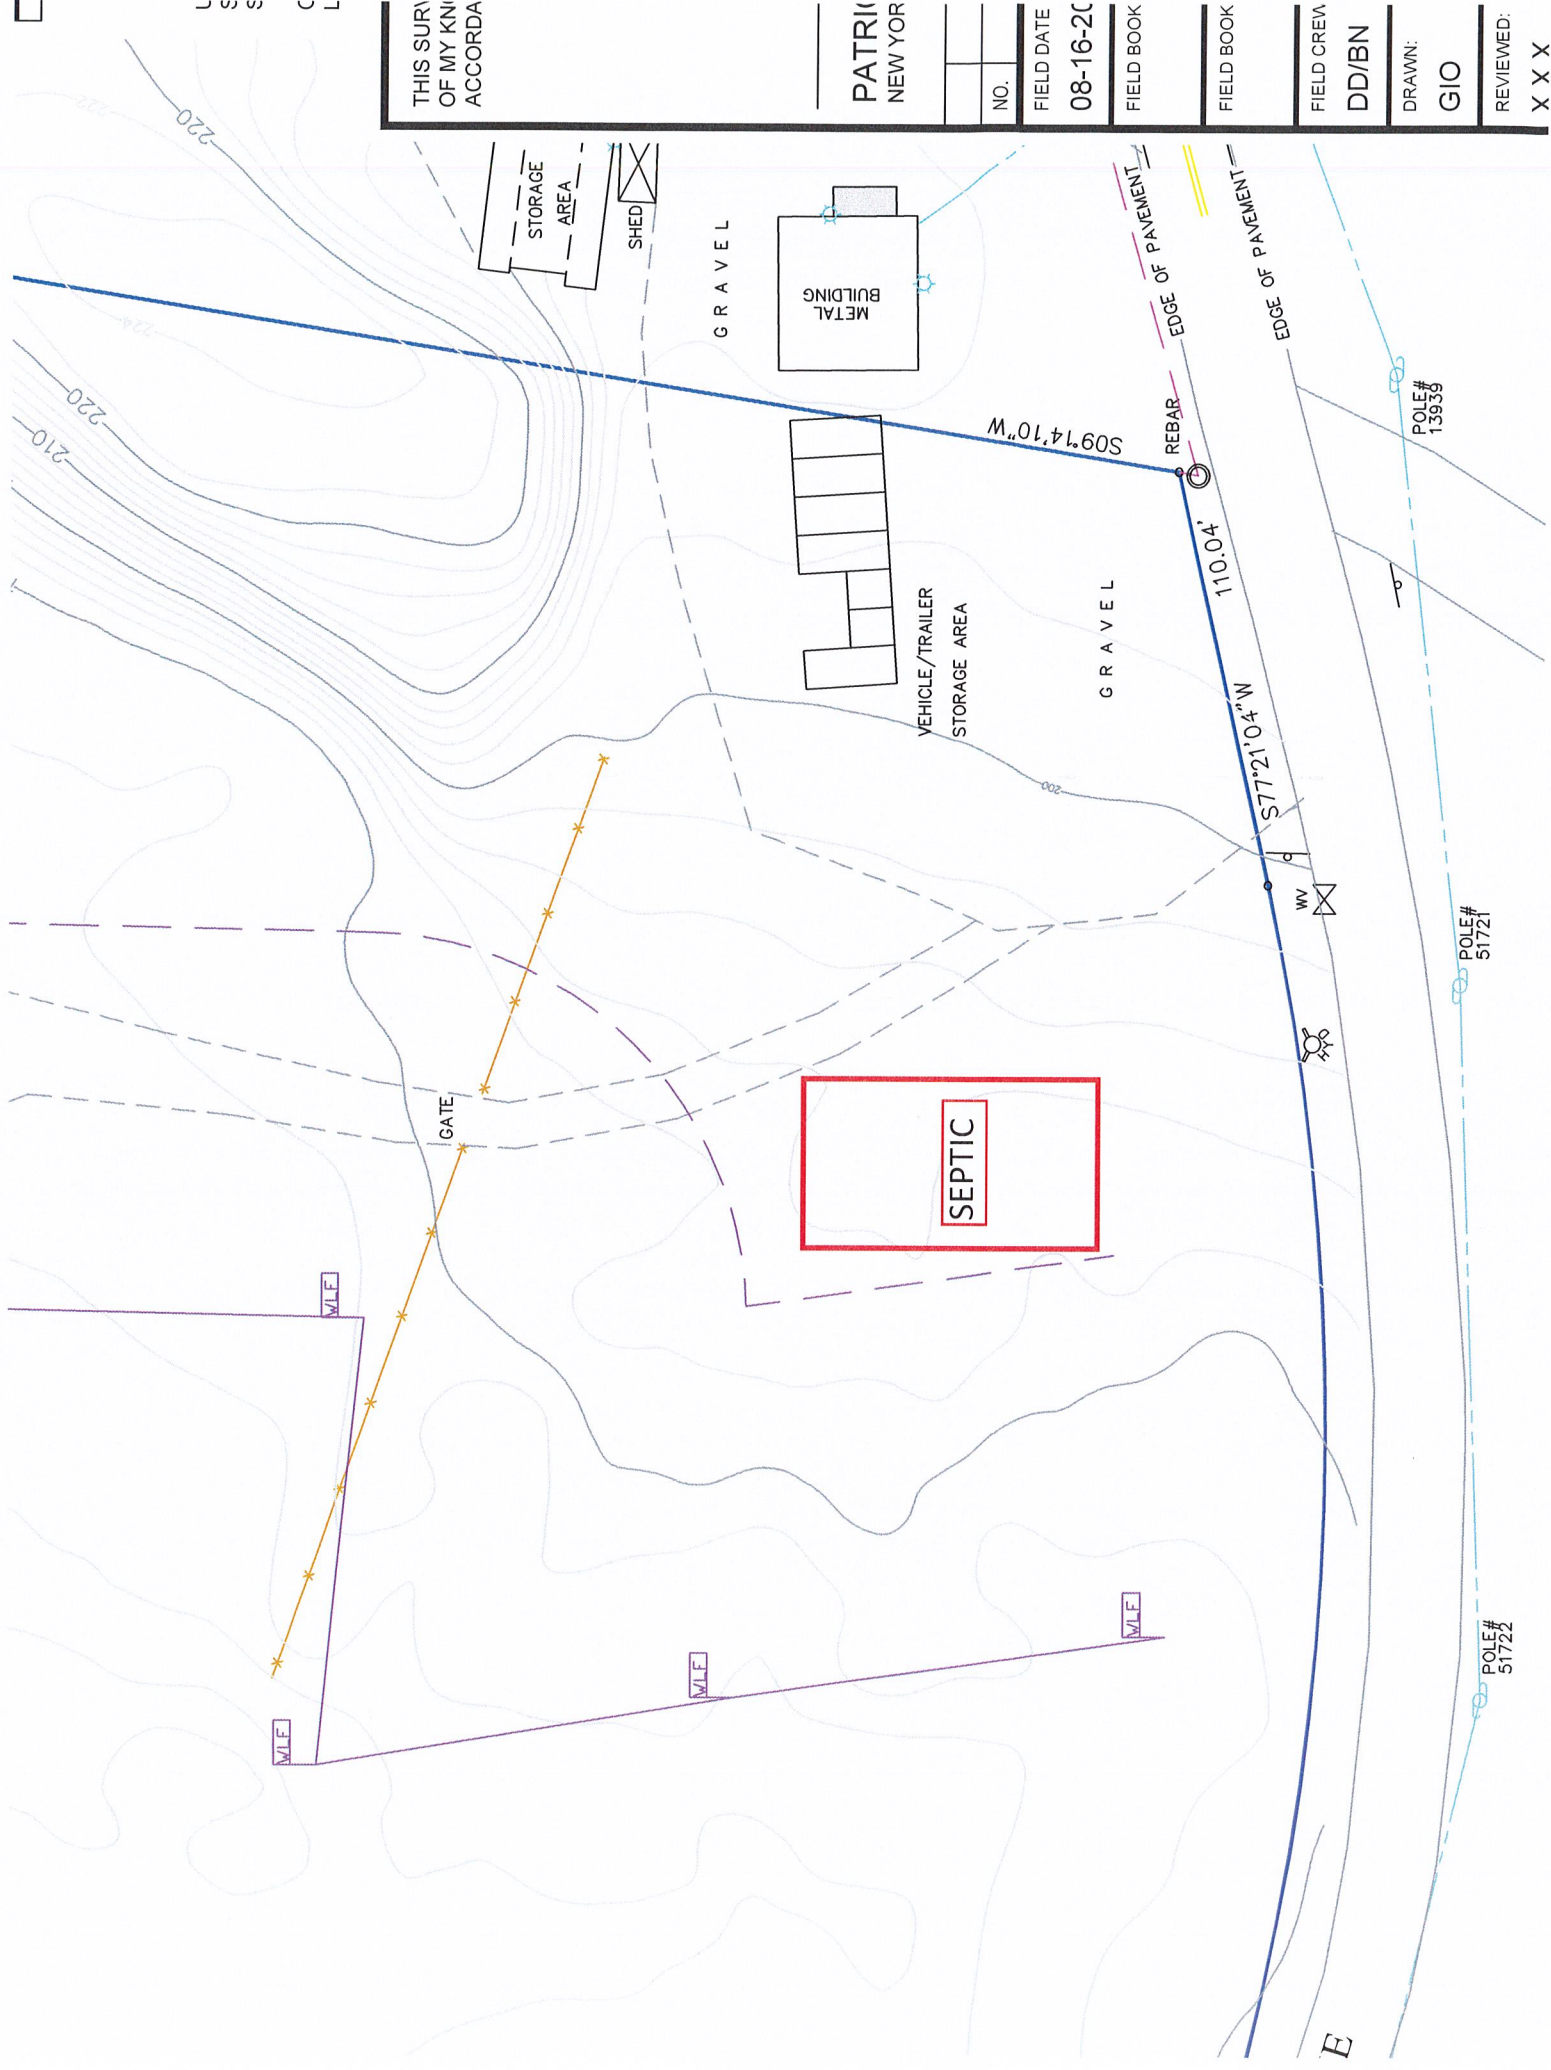 222
220
224
220
210
THIS SURV
OF MY KN
ACCORDA
PATRI
NEW YOR
NO.
FIELD DATE
08-16-20
FIELD BOOK
FIELD BOOK
FIELD CREW
DD/BN
DRAWN:
GIO
REVIEWED:
X X X
STORAGE
AREA
SHED
GRAVEL
METAL
BUILDING
EDGE OF PAVEMENT
EDGE OF PAVEMENT
S09°14'10"W
REBAR
POLE#
13939
110.04'
S77°21'04"W
VEHICLE/TRAILER
STORAGE AREA
GRAVEL
200
WV
HYD
POLE#
51721
GATE
SEPTIC
WLF
WLF
WLF
WLF
POLE#
51722
E